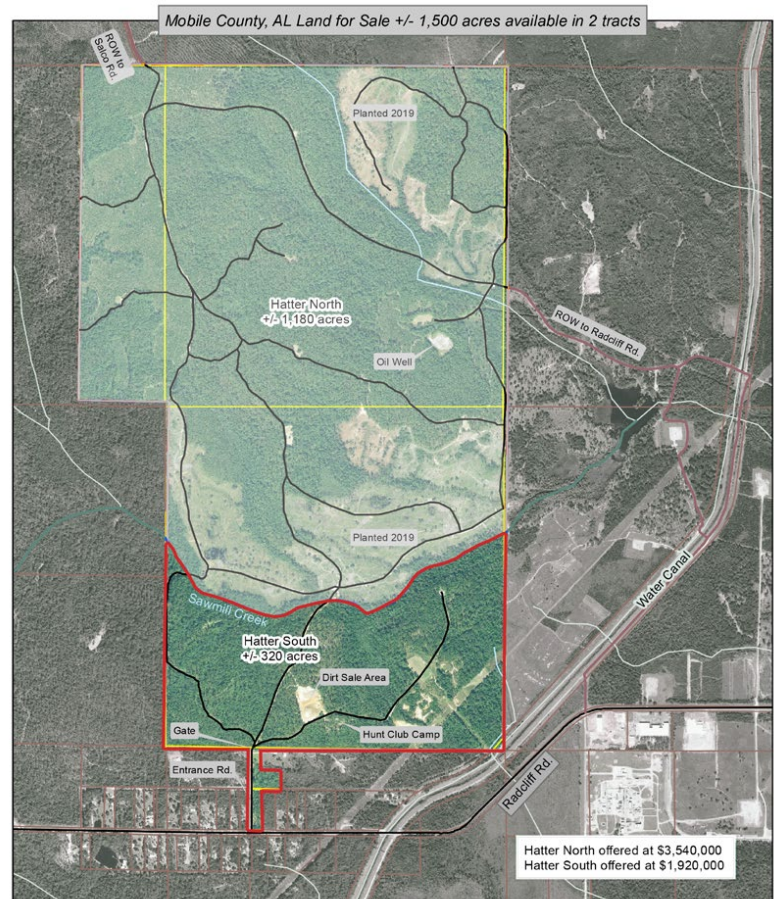 Mobile County, AL Land for Sale +/- 1,500 acres available in 2 tracts
ROW to
Salco Rd.
Planted 2019
Hatter North
+/- 1,180 acres
ROW to Radcliff Rd.
Oil Well
Planted 2019
Water Canal
Sawmill Creek
Hatter South
+/- 320 acres
Dirt Sale Area
Gate
Hunt Club Camp
Entrance Rd.
Radcliff Rd.
Hatter North offered at $3,540,000
Hatter South offered at $1,920,000